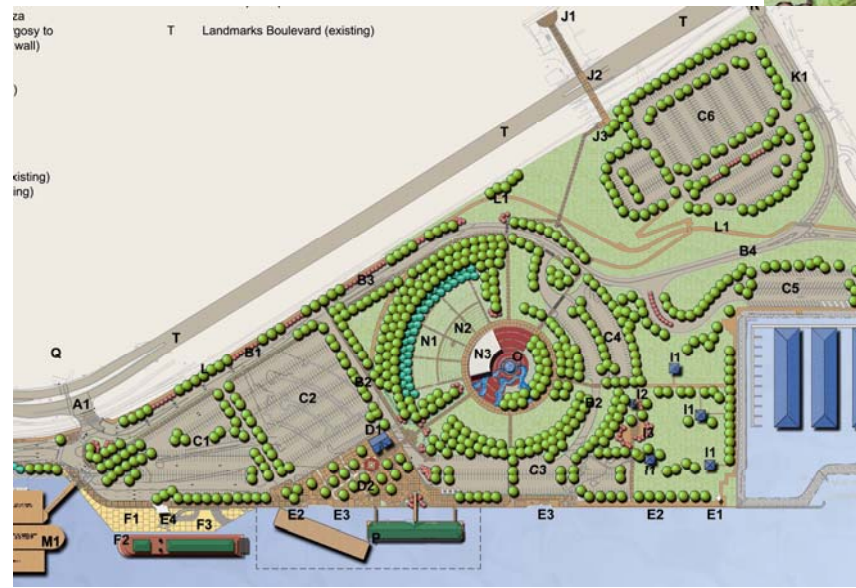 za
rgosy to
wall)
)
xisting)
ing)
T Landmarks Boulevard (existing)
J1
T
K1
J2
C6
T
J3
L1
L1
B4
B3
C5
T
N2
N1
C4
Q
B1
N3
O
I1
L
B2
A1
C2
D2
I2
I1
D1
C1
I3
I1
I1
C3
D2
F1
E4
F3
E2
E3
E3
E2
E1
F2
P
M1